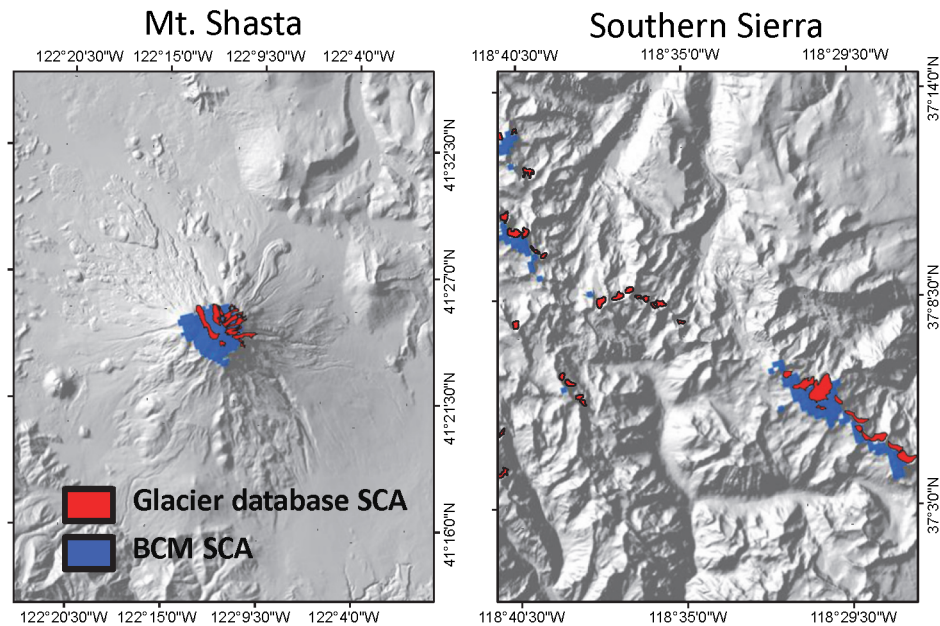 Mt. Shasta
122°20'30"W 122°15'0"W 122°9'30"W 122°4'0"W
41°32'30"N
41°27'0"N
41°21'30"N
41°16'0"N
Glacier database SCA
BCM SCA
122°20'30"W 122°15'0"W 122°9'30"W 122°4'0"W
Southern Sierra
118°40'30"W 118°35'0"W 118°29'30"W
37°14'0"N
37°8'30"N
37°3'0"N
118°40'30"W 118°35'0"W 118°29'30"W